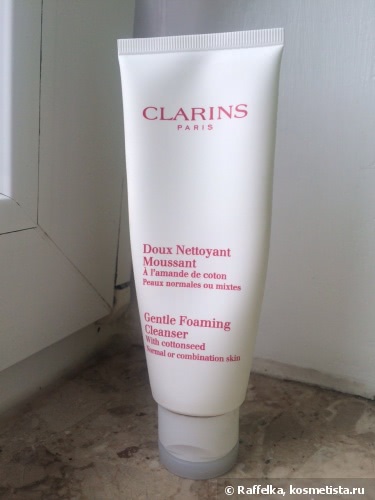 CLARINS
PARIS
Doux Nettoyant
Moussant
À l'amande de coton
Peaux normales ou mixtes
Gentle Foaming
Cleanser
With cottonseed
Normal or combination skin
© Raffelka, kosmetista.ru